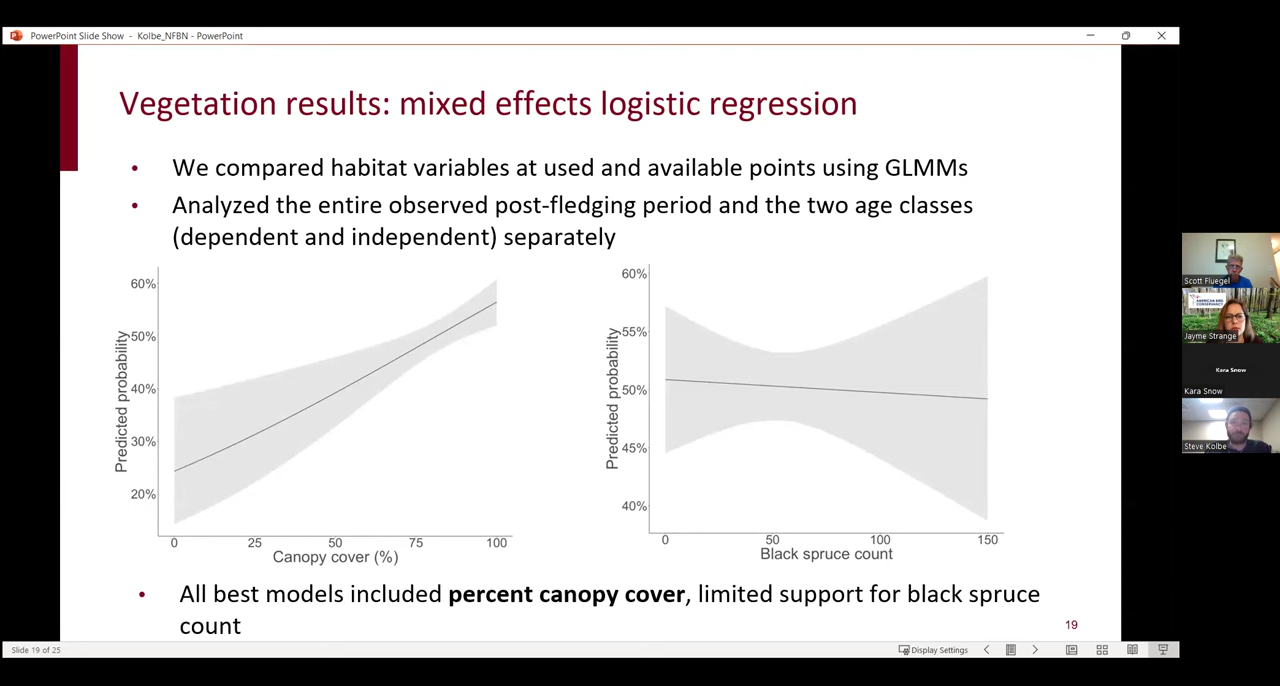 PowerPoint Slide Show - Kolbe_NFBN - PowerPoint
Vegetation results: mixed effects logistic regression
• We compared habitat variables at used and available points using GLMMs
• Analyzed the entire observed post-fledging period and the two age classes
(dependent and independent) separately
Predicted probability
60%
50%
40%
30%
20%
0 25 50 75 100
Canopy cover (%)
Predicted probability
60%
55%
50%
45%
40%
0 50 100 150
Black spruce count
• All best models included percent canopy cover, limited support for black spruce
count
19
Scott Fluegel
AMERICAN BIRD
CONSERVANCY
Jayme Strange
Kara Snow
Kara Snow
Steve Kolbe
Slide 19 of 25
Display Settings